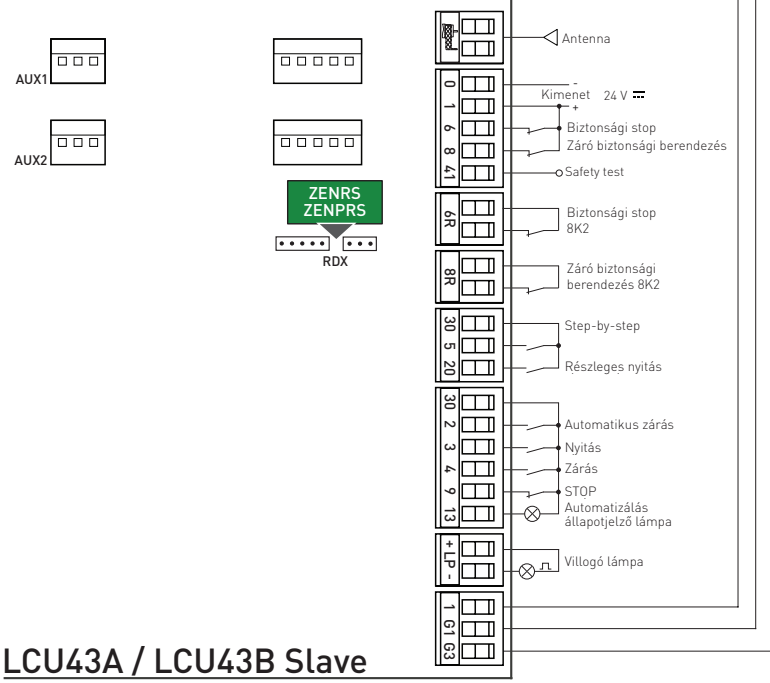 AUX1
AUX2
ZENRS
ZENPRS
RDX
Antenna
0
1
6
8
41
-
Kimenet 24 V
+
Biztonsági stop
Záró biztonsági berendezés
Safety test
6R
Biztonsági stop
8K2
8R
Záró biztonsági
berendezés 8K2
30
5
20
Step-by-step
Részleges nyitás
30
2
3
4
9
13
Automatikus zárás
Nyitás
Zárás
STOP
Automatizálás
állapotjelző lámpa
+ LP -
Villogó lámpa
1
G1
G3
LCU43A / LCU43B Slave